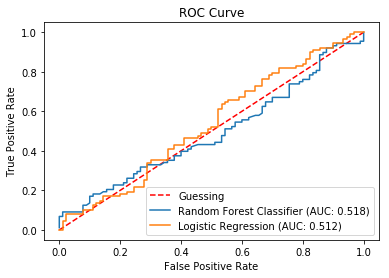 ROC Curve
True Positive Rate
1.0
0.8
0.6
0.4
0.2
0.0
Guessing
Random Forest Classifier (AUC: 0.518)
Logistic Regression (AUC: 0.512)
0.0 0.2 0.4 0.6 0.8 1.0
False Positive Rate